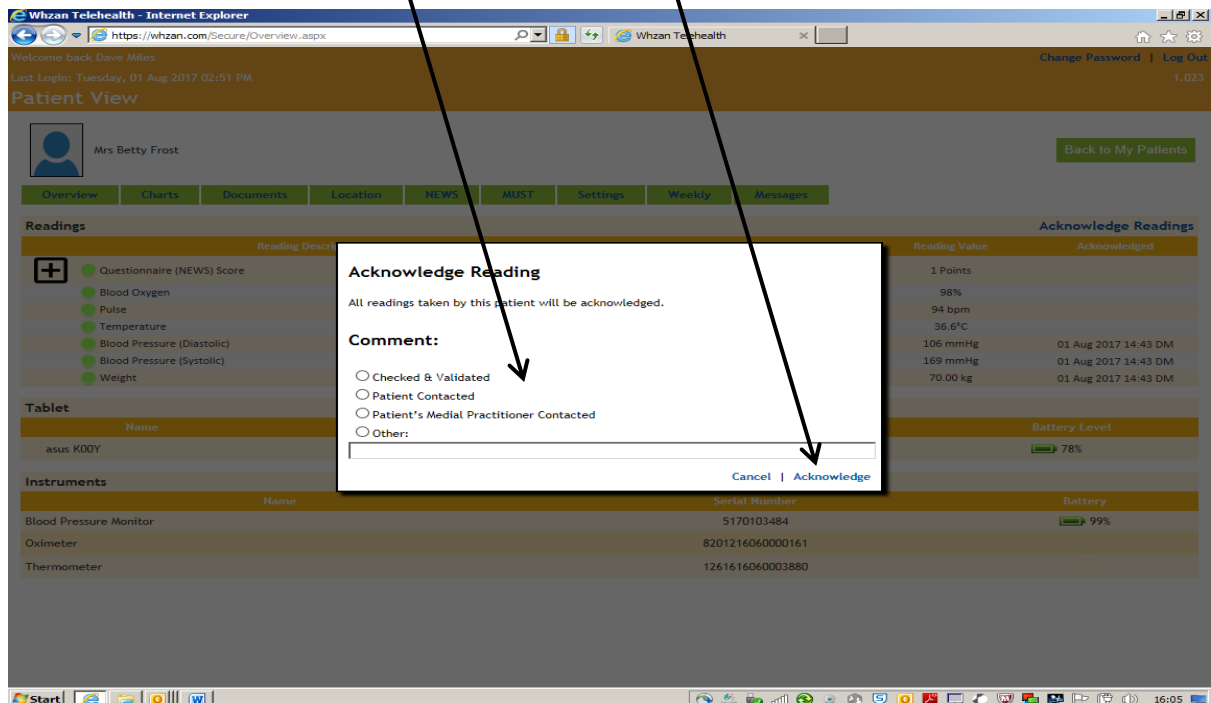 Whzan Telehealth - Internet Explorer
https://whzan.com/Secure/Overview.aspx
Whzan Telehealth
Welcome back Dave Miles
Change Password | Log Out
Last Login: Tuesday, 01 Aug 2017 02:51 PM
1.023
Patient View
Mrs Betty Frost
Back to My Patients
Overview Charts Documents Location NEWS MUST Settings Weekly Messages
Readings
Acknowledge Readings
Reading Value Acknowledged
Questionnaire (NEWS) Score 1 Points
Blood Oxygen 98%
Pulse 94 bpm
Temperature 36.6°C
Blood Pressure (Diastolic) 106 mmHg 01 Aug 2017 14:43 DM
Blood Pressure (Systolic) 169 mmHg 01 Aug 2017 14:43 DM
Weight 70.00 kg 01 Aug 2017 14:43 DM
Acknowledge Reading
All readings taken by this patient will be acknowledged.
Comment:
Checked & Validated
Patient Contacted
Patient's Medial Practitioner Contacted
Other:
Cancel | Acknowledge
Tablet
Name Battery Level
asus K00Y 78%
Instruments
Name Serial Number Battery
Blood Pressure Monitor 5170103484 99%
Oximeter 8201216060000161
Thermometer 1261616060003880
Start
16:05